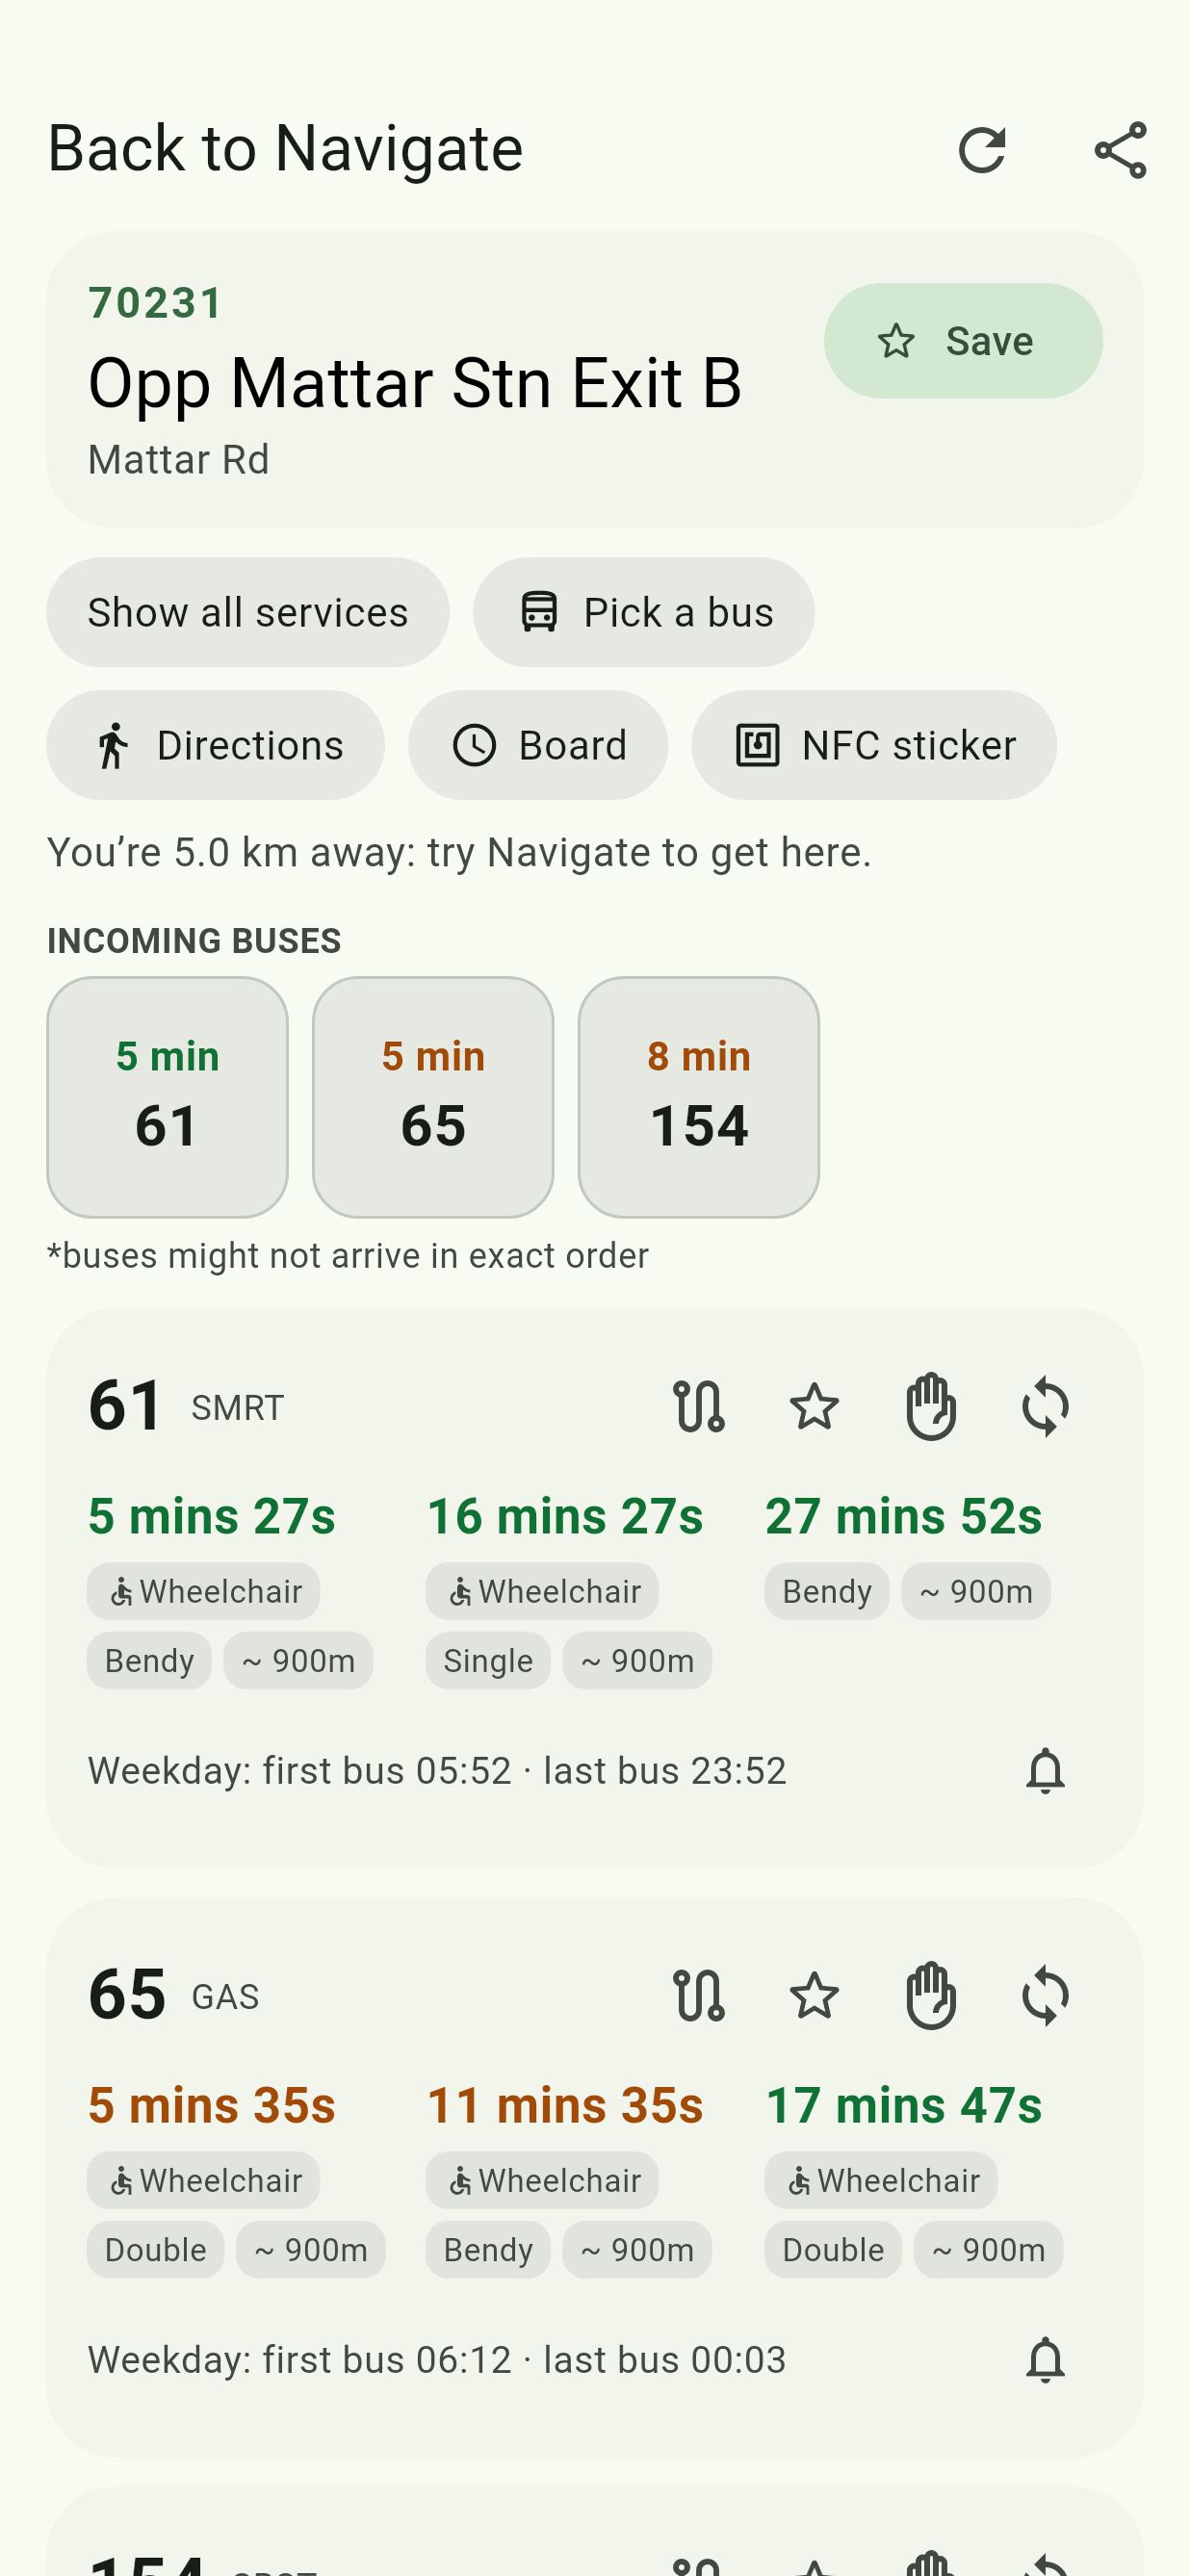 Back to Navigate
70231
Opp Mattar Stn Exit B
Mattar Rd
Save
Show all services
Pick a bus
Directions
Board
NFC sticker
You’re 5.0 km away: try Navigate to get here.
INCOMING BUSES
5 min
61
5 min
65
8 min
154
*buses might not arrive in exact order
61 SMRT
5 mins 27s 16 mins 27s 27 mins 52s
Wheelchair Wheelchair Bendy ~ 900m
Bendy ~ 900m Single ~ 900m
Weekday: first bus 05:52 · last bus 23:52
65 GAS
5 mins 35s 11 mins 35s 17 mins 47s
Wheelchair Wheelchair Wheelchair
Double ~ 900m Bendy ~ 900m Double ~ 900m
Weekday: first bus 06:12 · last bus 00:03
154